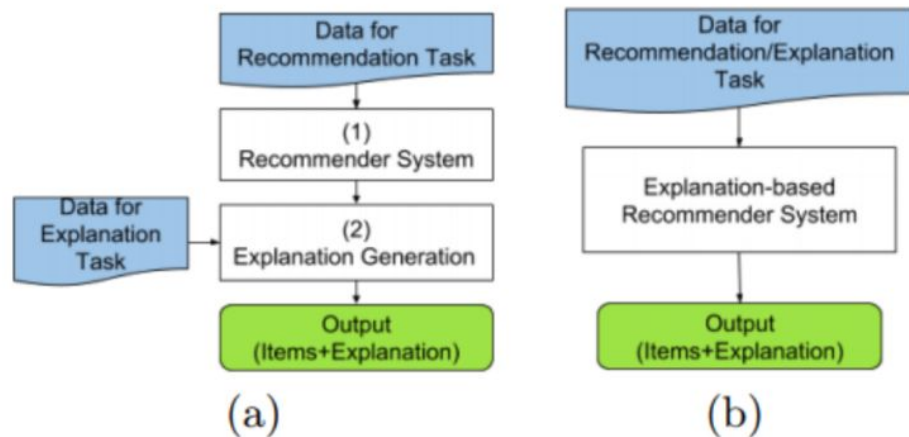 Data for
Recommendation Task
(1)
Recommender System
Data for
Explanation
Task
(2)
Explanation Generation
Output
(Items+Explanation)
(a)
Data for
Recommendation/Explanation
Task
Explanation-based
Recommender System
Output
(Items+Explanation)
(b)